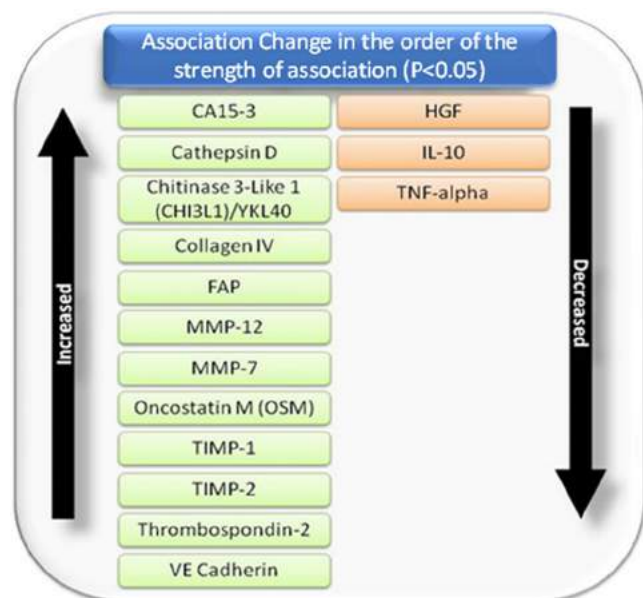 Association Change in the order of the
strength of association (P<0.05)
CA15-3
HGF
Cathepsin D
IL-10
Chitinase 3-Like 1
(CHI3L1)/YKL40
TNF-alpha
Collagen IV
FAP
MMP-12
MMP-7
Oncostatin M (OSM)
TIMP-1
TIMP-2
Thrombospondin-2
VE Cadherin
Increased
Decreased